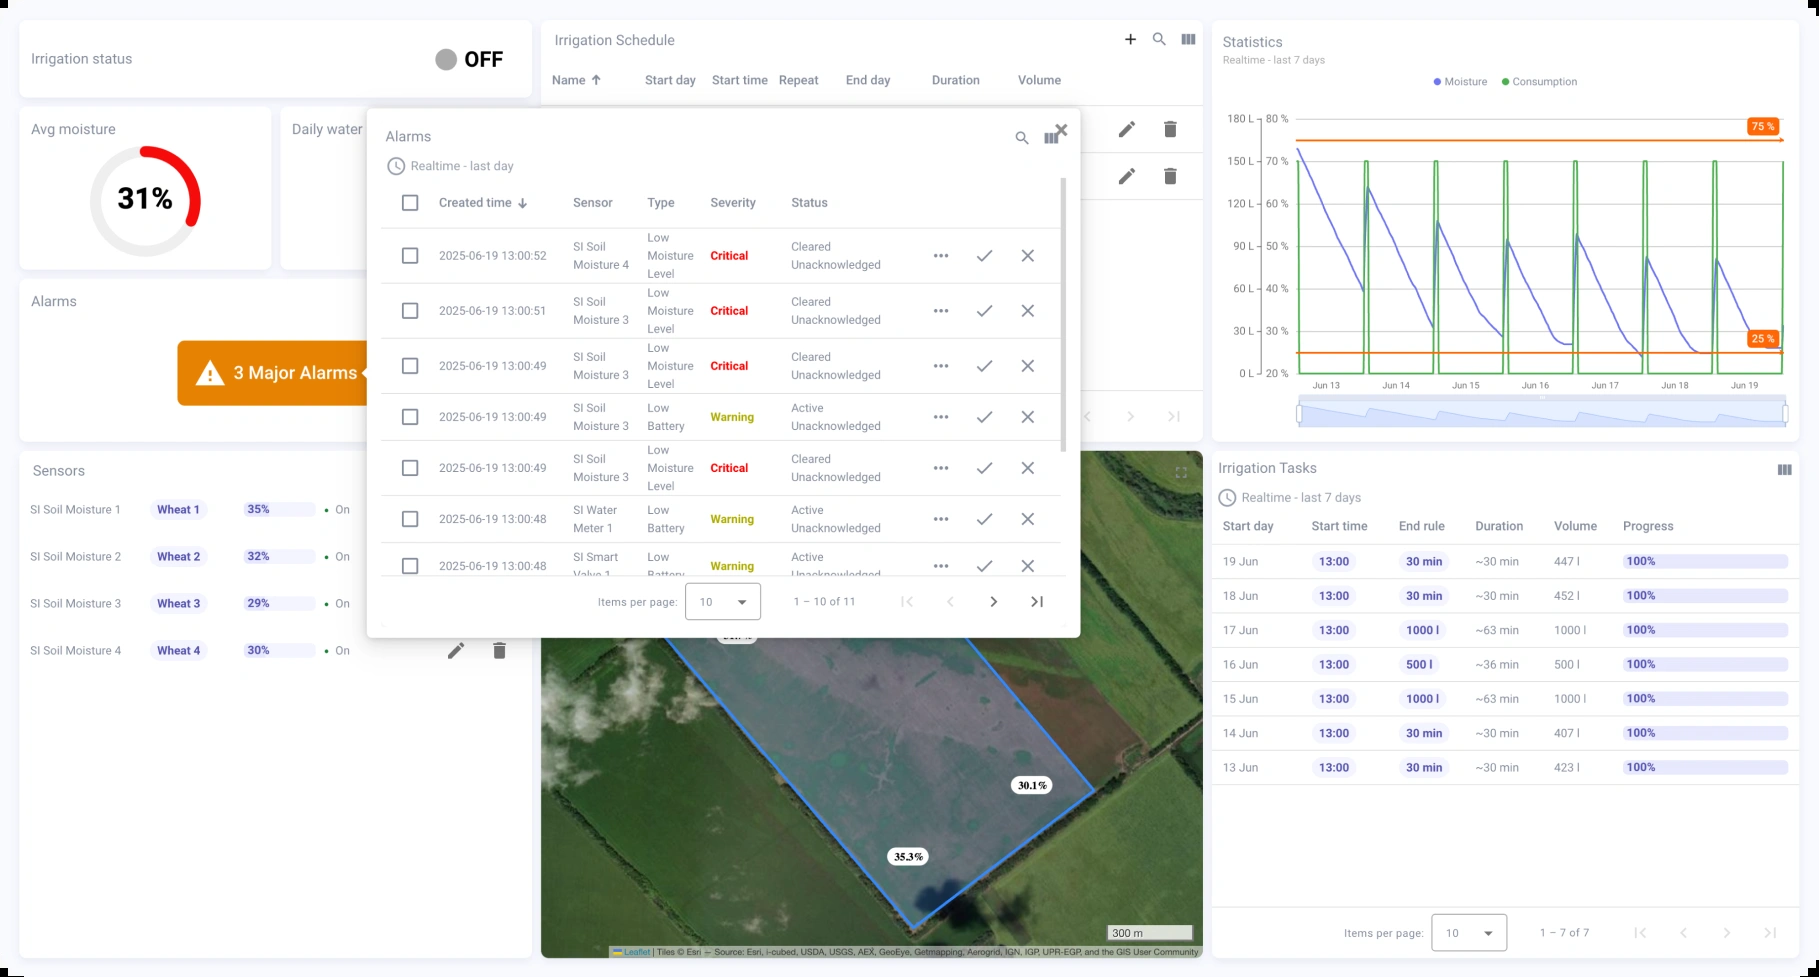 Irrigation status
OFF
Avg moisture
31%
Daily water
Alarms
3 Major Alarms
Sensors
SI Soil Moisture 1 Wheat 1 35% On
SI Soil Moisture 2 Wheat 2 32% On
SI Soil Moisture 3 Wheat 3 29% On
SI Soil Moisture 4 Wheat 4 30% On
Irrigation Schedule
Name Start day Start time Repeat End day Duration Volume
Alarms
Realtime - last day
Created time Sensor Type Severity Status
2025-06-19 13:00:52 SI Soil Moisture 4 Low Moisture Level Critical Cleared Unacknowledged
2025-06-19 13:00:51 SI Soil Moisture 3 Low Moisture Level Critical Cleared Unacknowledged
2025-06-19 13:00:49 SI Soil Moisture 3 Low Moisture Level Critical Cleared Unacknowledged
2025-06-19 13:00:49 SI Soil Moisture 3 Low Battery Warning Active Unacknowledged
2025-06-19 13:00:49 SI Soil Moisture 3 Low Moisture Level Critical Cleared Unacknowledged
2025-06-19 13:00:48 SI Water Meter 1 Low Battery Warning Active Unacknowledged
2025-06-19 13:00:48 SI Smart Valve 1 Low Battery Warning Active Unacknowledged
Items per page: 10 1 – 10 of 11
30.1%
35.3%
300 m
Leaflet | Tiles © Esri — Source: Esri, i-cubed, USDA, USGS, AEX, GeoEye, Getmapping, Aerogrid, IGN, IGP, UPR-EGP, and the GIS User Community
Statistics
Realtime - last 7 days
Moisture Consumption
180 L 80 %
75 %
150 L 70 %
120 L 60 %
90 L 50 %
60 L 40 %
30 L 30 %
25 %
0 L 20 %
Jun 13 Jun 14 Jun 15 Jun 16 Jun 17 Jun 18 Jun 19
Irrigation Tasks
Realtime - last 7 days
Start day Start time End rule Duration Volume Progress
19 Jun 13:00 30 min ~30 min 447 l 100%
18 Jun 13:00 30 min ~30 min 452 l 100%
17 Jun 13:00 1000 l ~63 min 1000 l 100%
16 Jun 13:00 500 l ~36 min 500 l 100%
15 Jun 13:00 1000 l ~63 min 1000 l 100%
14 Jun 13:00 30 min ~30 min 407 l 100%
13 Jun 13:00 30 min ~30 min 423 l 100%
Items per page: 10 1 – 7 of 7